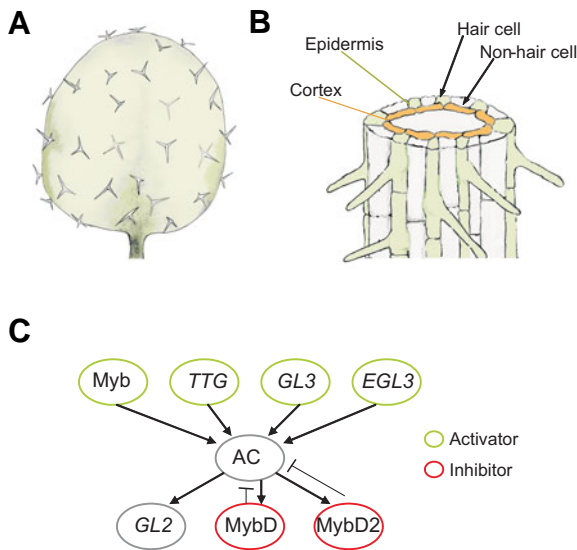 A
B
Hair cell
Epidermis
Non-hair cell
Cortex
C
Myb
TTG
GL3
EGL3
AC
Activator
Inhibitor
GL2
MybD
MybD2